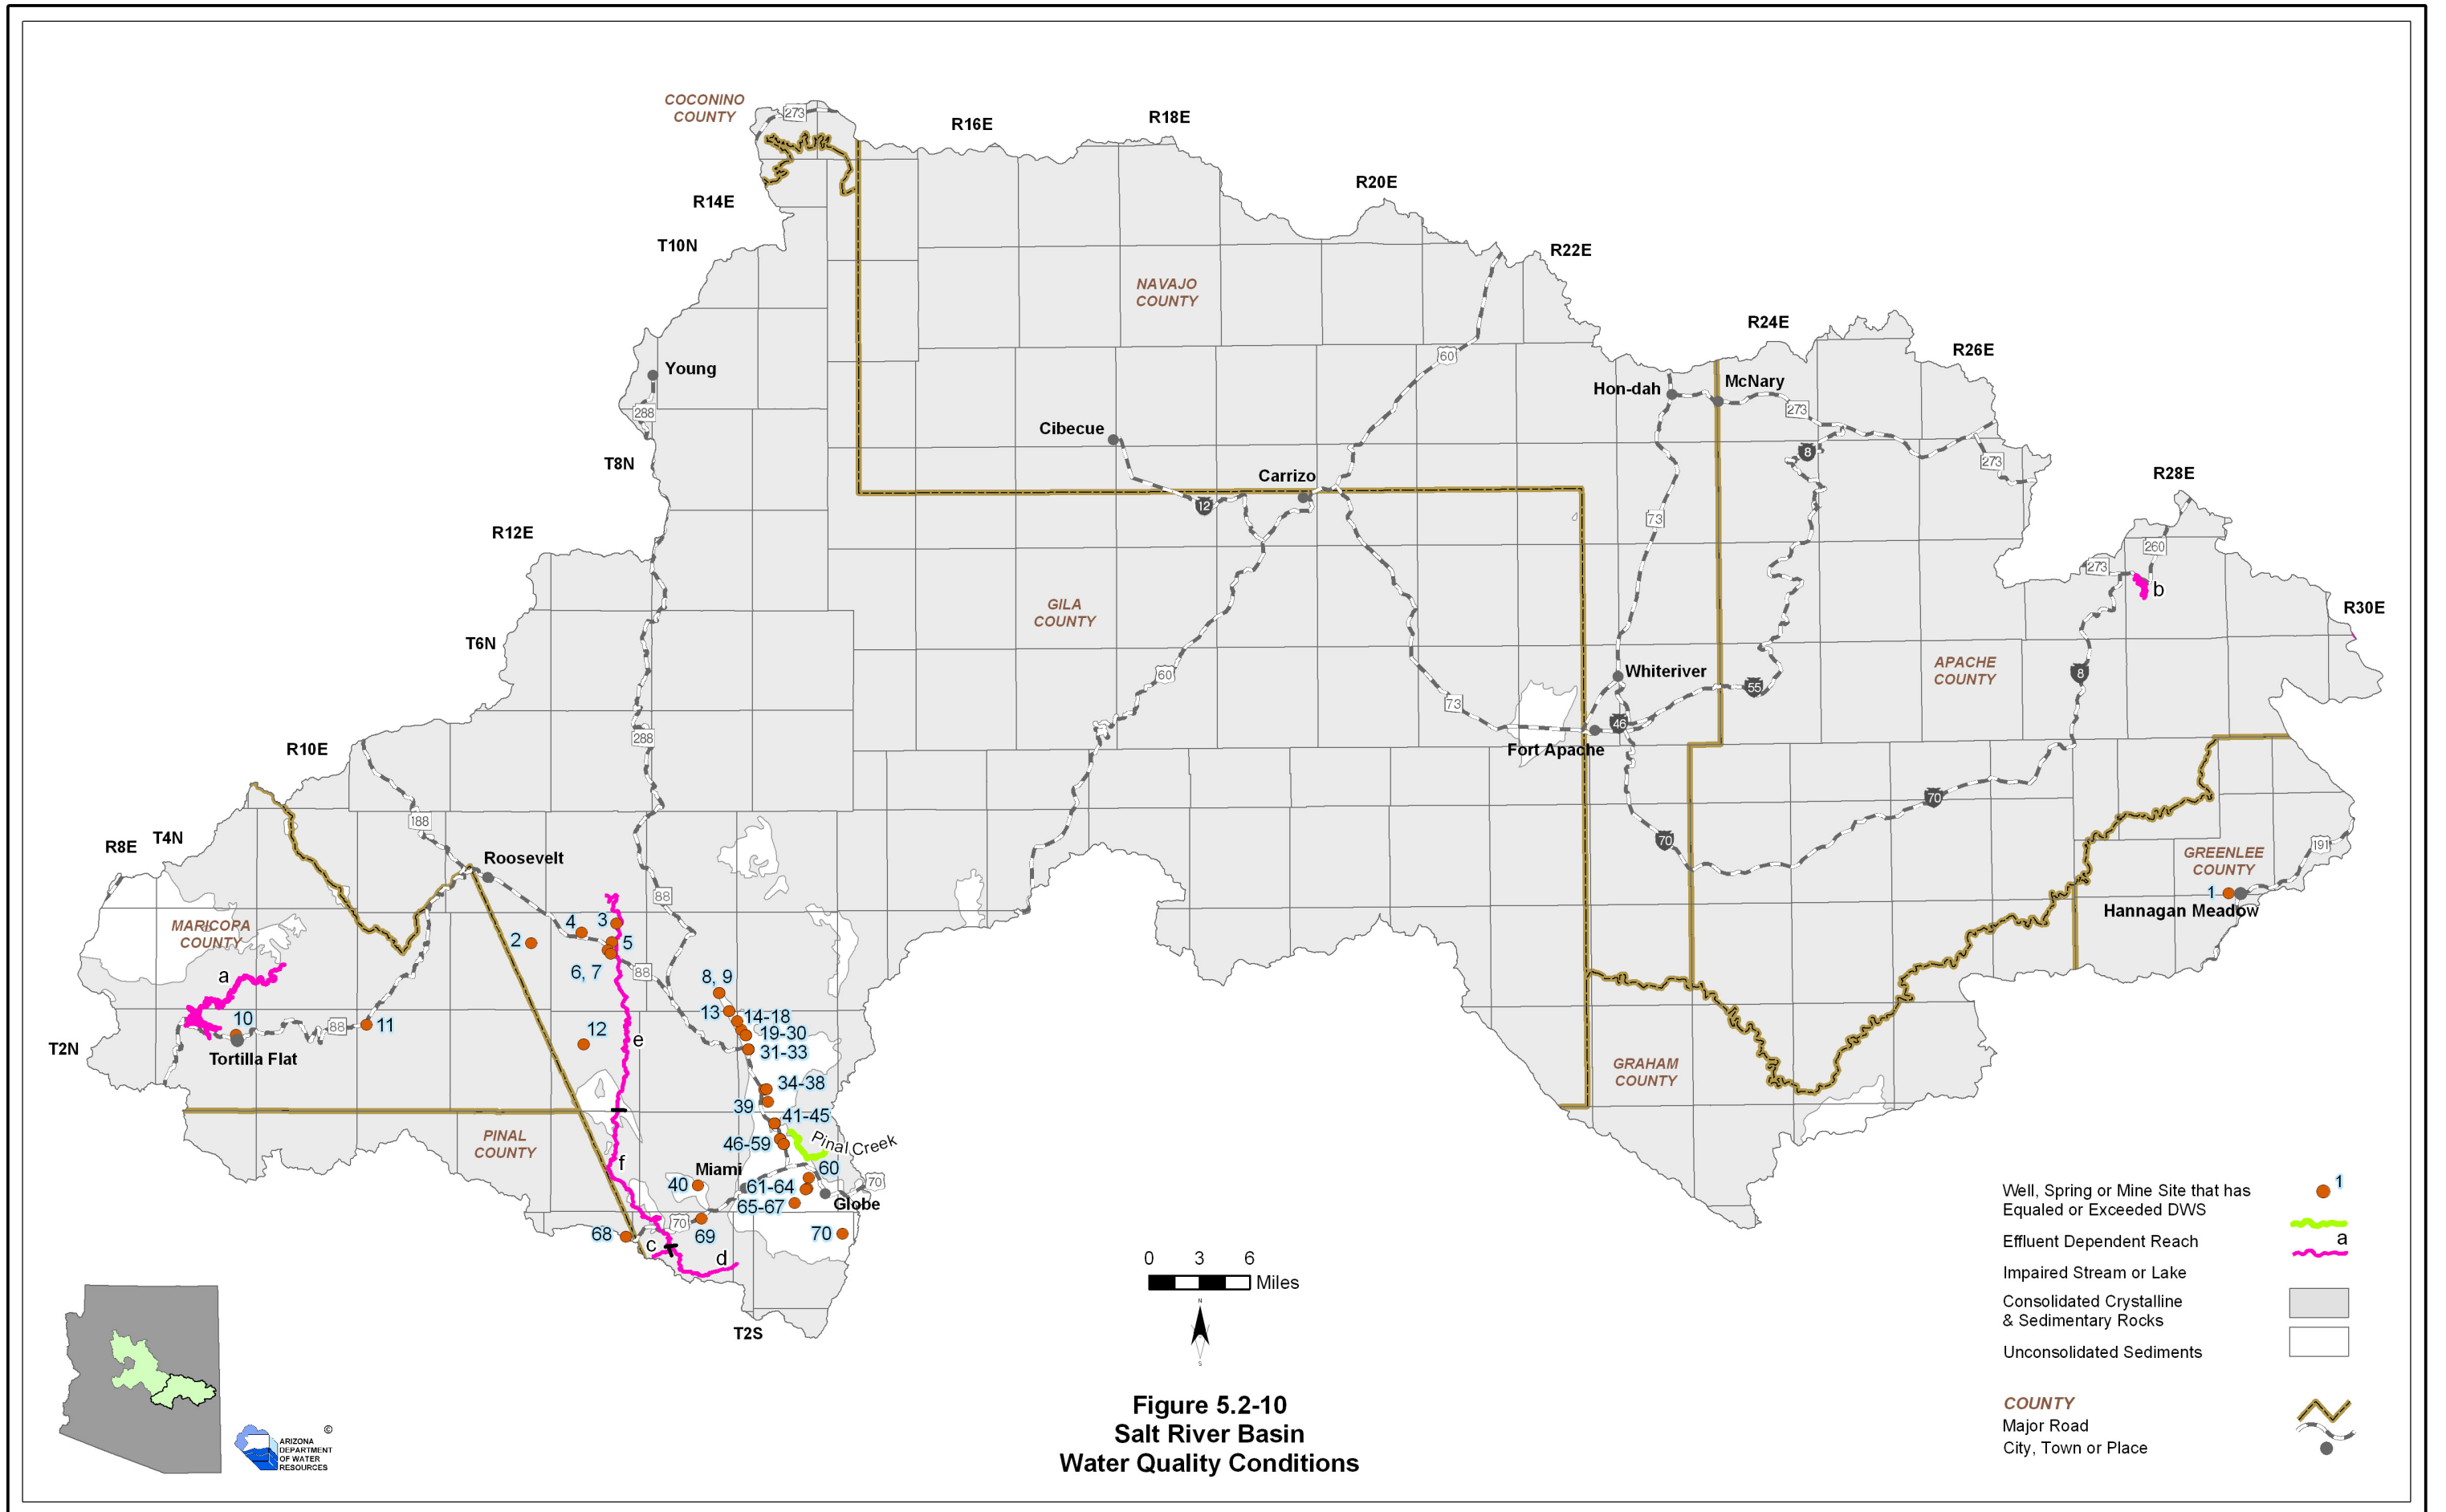 COCONINO
COUNTY
273
R16E
R18E
R14E
R20E
T10N
R22E
NAVAJO
COUNTY
R24E
R26E
60
Young
Hon-dah
McNary
288
273
Cibecue
8
T8N
Carrizo
273
R28E
12
73
R12E
260
273
b
GILA
COUNTY
R30E
T6N
60
Whiteriver
APACHE
COUNTY
8
55
73
46
288
R10E
Fort Apache
70
188
70
R8E
T4N
Roosevelt
191
GREENLEE
COUNTY
88
1
Hannagan Meadow
MARICOPA
COUNTY
4
3
2
5
6, 7
88
a
8, 9
10
11
88
13
14-18
12
19-30
e
31-33
T2N
Tortilla Flat
GRAHAM
COUNTY
34-38
39
41-45
PINAL
COUNTY
46-59
Pinal Creek
f
Miami
60
40
61-64
70
65-67
Globe
70
68
69
70
c
d
T2S
0 3 6
Miles
N
S
Well, Spring or Mine Site that has
Equaled or Exceeded DWS
1
Effluent Dependent Reach
a
Impaired Stream or Lake
Consolidated Crystalline
& Sedimentary Rocks
Unconsolidated Sediments
COUNTY
Major Road
City, Town or Place
Figure 5.2-10
Salt River Basin
Water Quality Conditions
©
ARIZONA
DEPARTMENT
OF WATER
RESOURCES